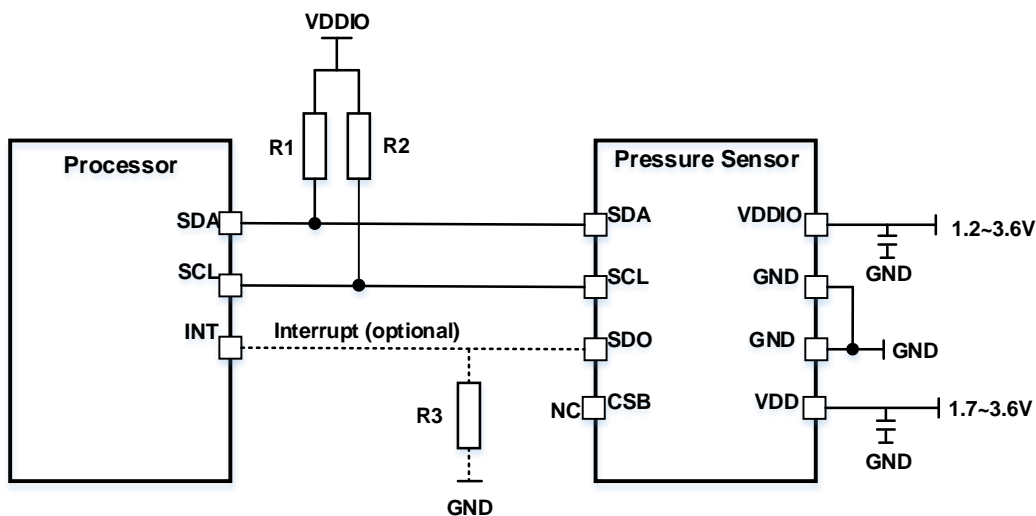 VDDIO
R1
R2
Processor
Pressure Sensor
SDA
SDA
VDDIO
1.2~3.6V
GND
SCL
SCL
GND
INT
Interrupt (optional)
SDO
GND
GND
R3
NC
CSB
VDD
1.7~3.6V
GND
GND